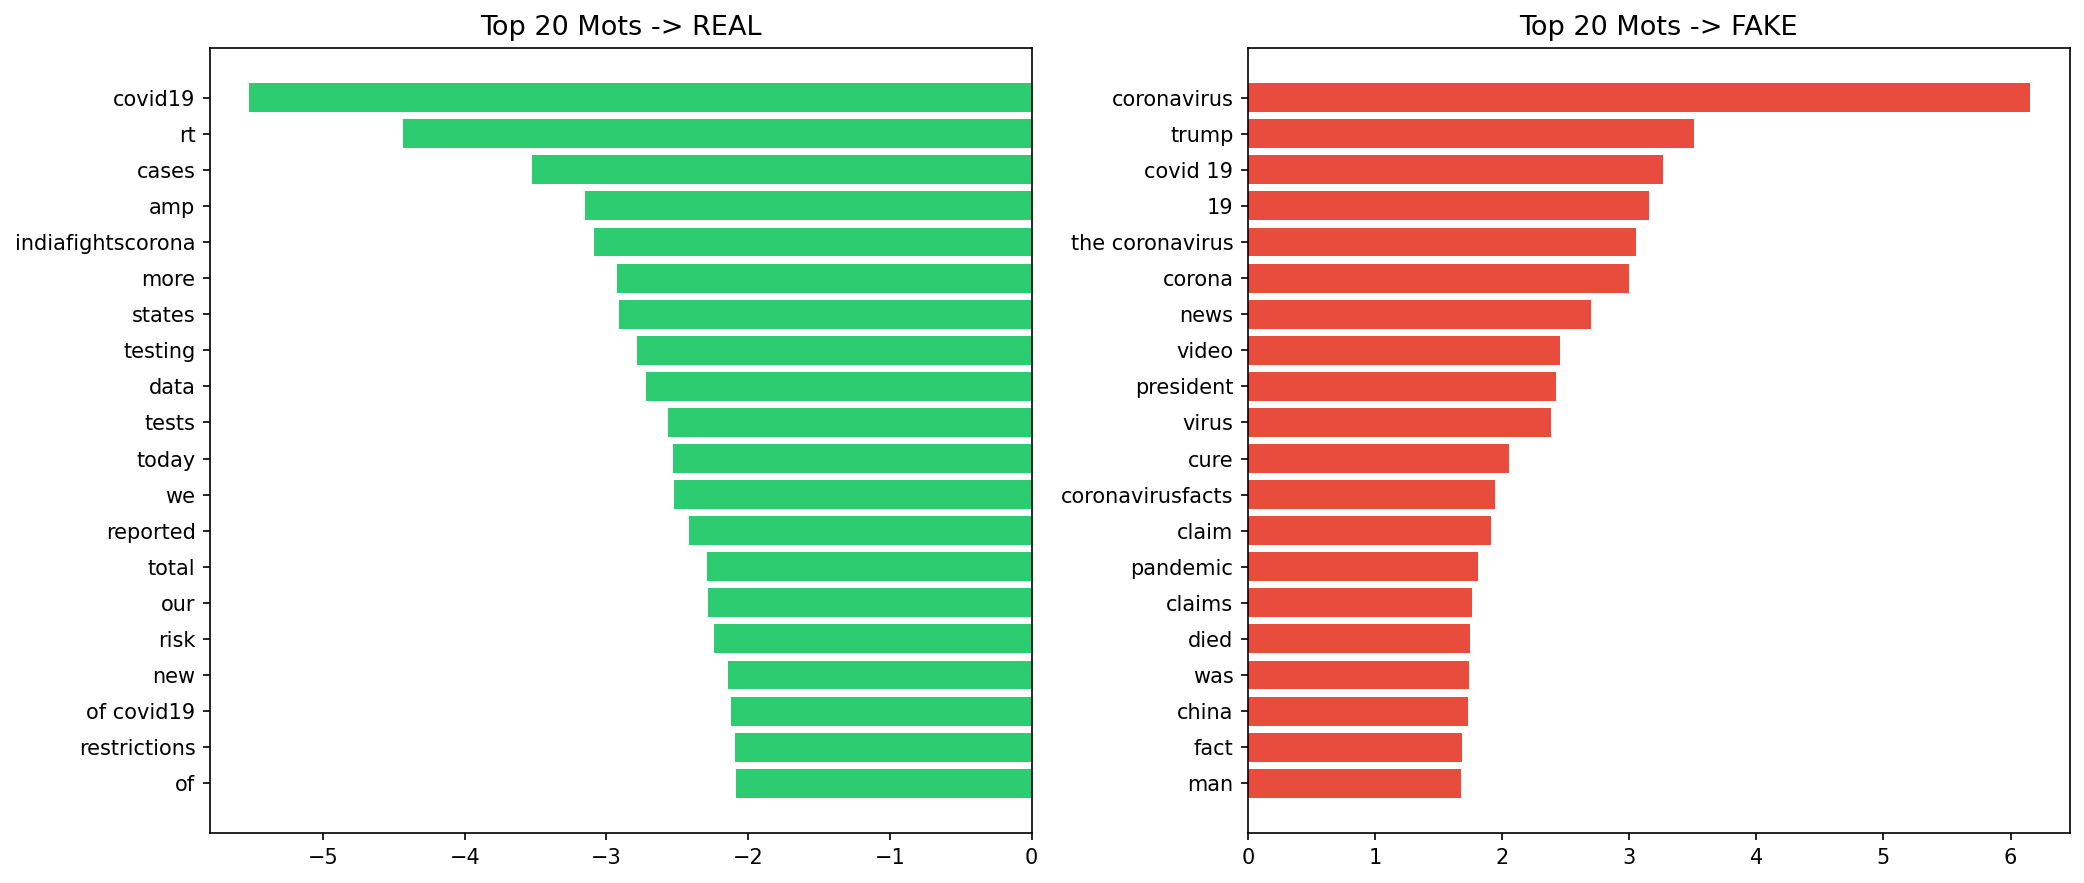 Top 20 Mots -> REAL
covid19
rt
cases
amp
indiafightscorona
more
states
testing
data
tests
today
we
reported
total
our
risk
new
of covid19
restrictions
of
−5 −4 −3 −2 −1 0
Top 20 Mots -> FAKE
coronavirus
trump
covid 19
19
the coronavirus
corona
news
video
president
virus
cure
coronavirusfacts
claim
pandemic
claims
died
was
china
fact
man
0 1 2 3 4 5 6